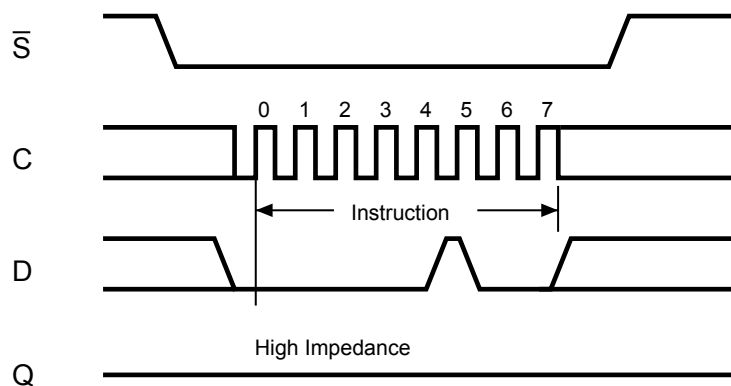 S̅
0 1 2 3 4 5 6 7
C
Instruction
D
High Impedance
Q